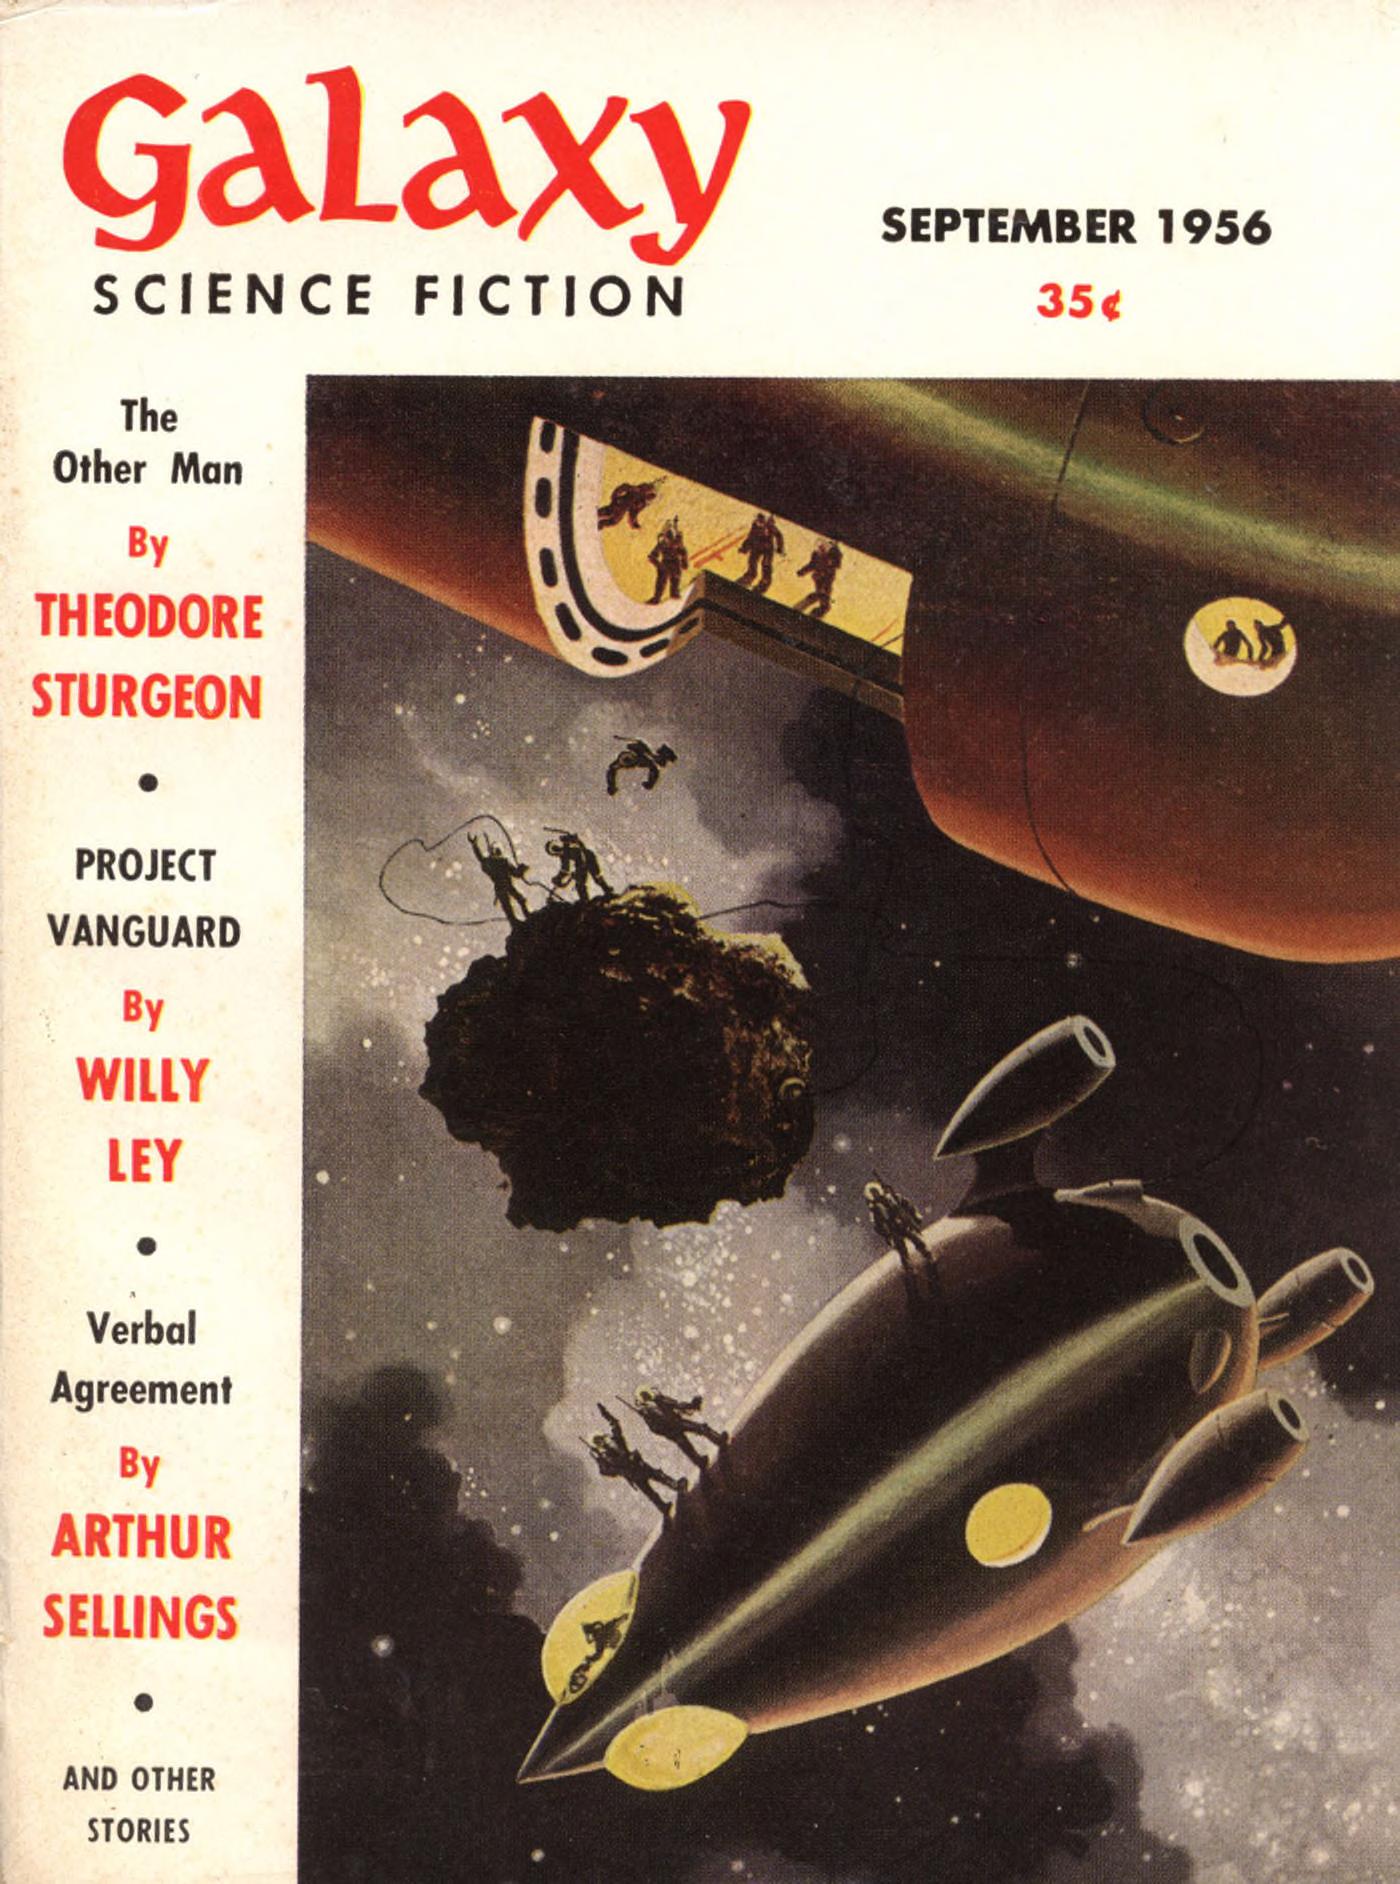 Galaxy
SCIENCE FICTION
SEPTEMBER 1956
35¢
The
Other Man
By
THEODORE
STURGEON
•
PROJECT
VANGUARD
By
WILLY
LEY
•
Verbal
Agreement
By
ARTHUR
SELLINGS
•
AND OTHER
STORIES